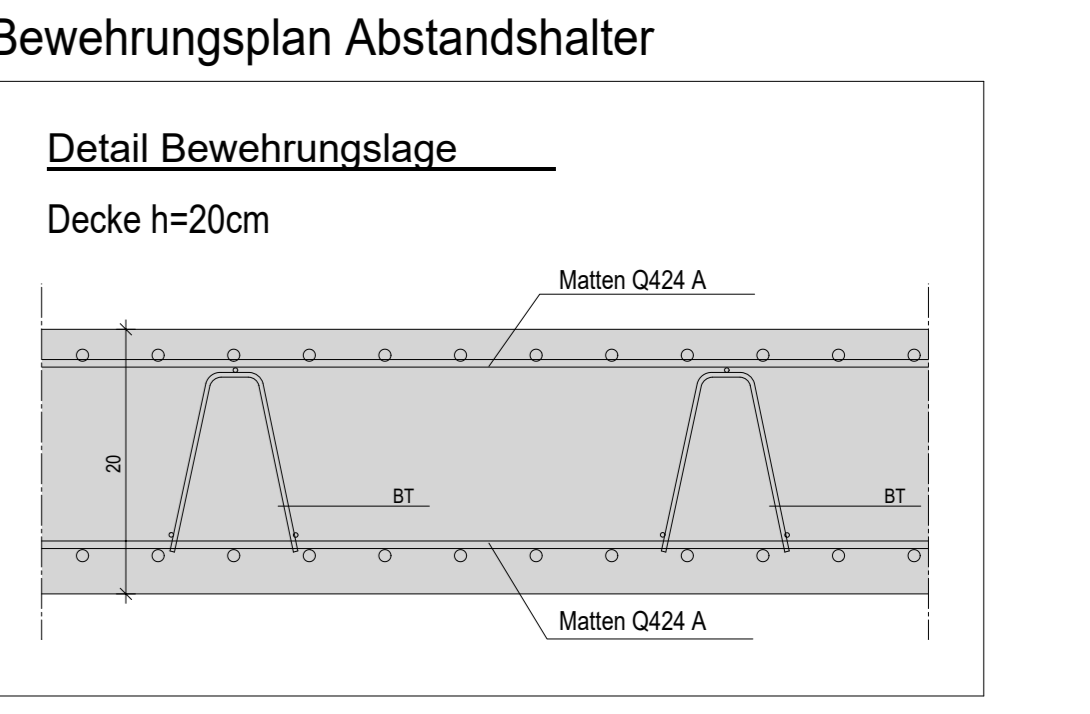 Bewehrungsplan Abstandshalter
Detail Bewehrungslage
Decke h=20cm
Matten Q424 A
20
BT
BT
Matten Q424 A